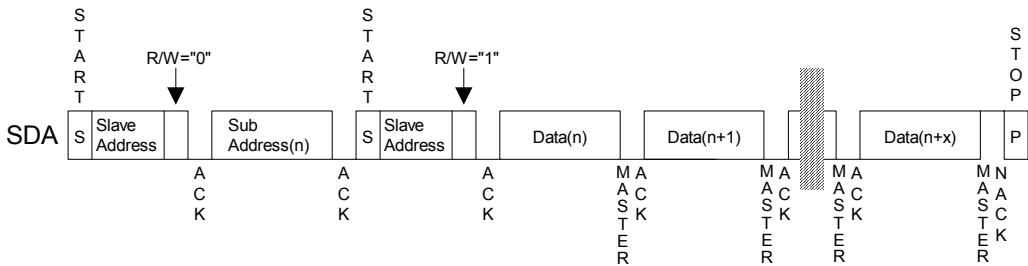 START
R/W="0"
START
R/W="1"
STOP
SDA
S
Slave
Address
Sub
Address(n)
S
Slave
Address
Data(n)
Data(n+1)
Data(n+x)
P
ACK
ACK
ACK
MASTER
ACK
MASTER
ACK
MASTER
ACK
MASTER
NACK